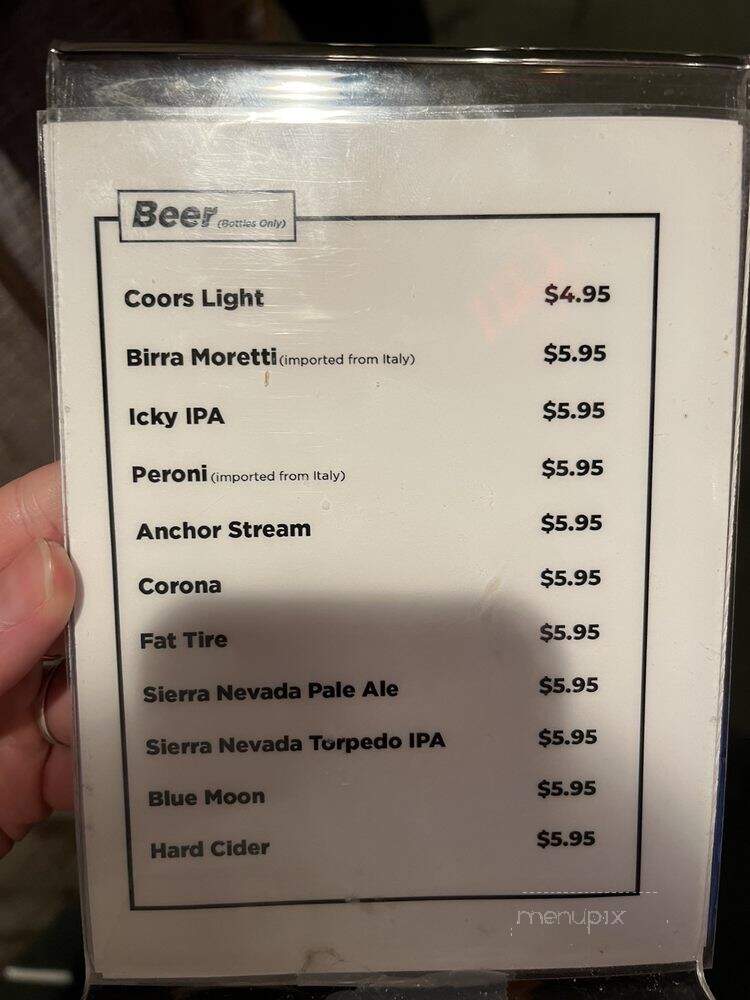 Beer (Bottles Only)
Coors Light $4.95
Birra Moretti (imported from Italy) $5.95
Icky IPA $5.95
Peroni (imported from Italy) $5.95
Anchor Stream $5.95
Corona $5.95
Fat Tire $5.95
Sierra Nevada Pale Ale $5.95
Sierra Nevada Torpedo IPA $5.95
Blue Moon $5.95
Hard Cider $5.95
menupix